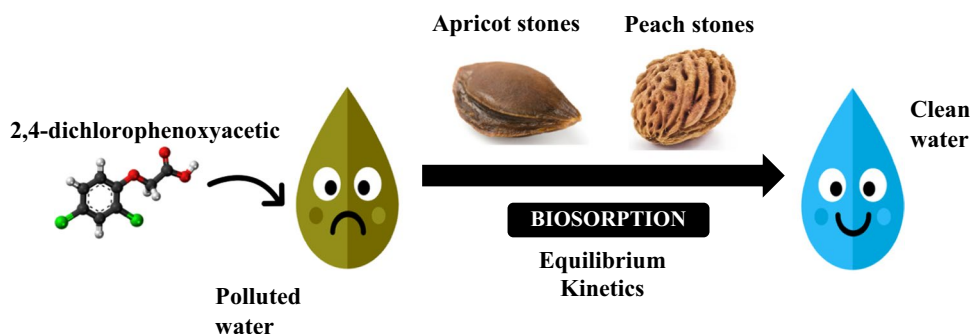 Apricot stones
Peach stones
2,4-dichlorophenoxyacetic
Clean
water
BIOSORPTION
Equilibrium
Kinetics
Polluted
water